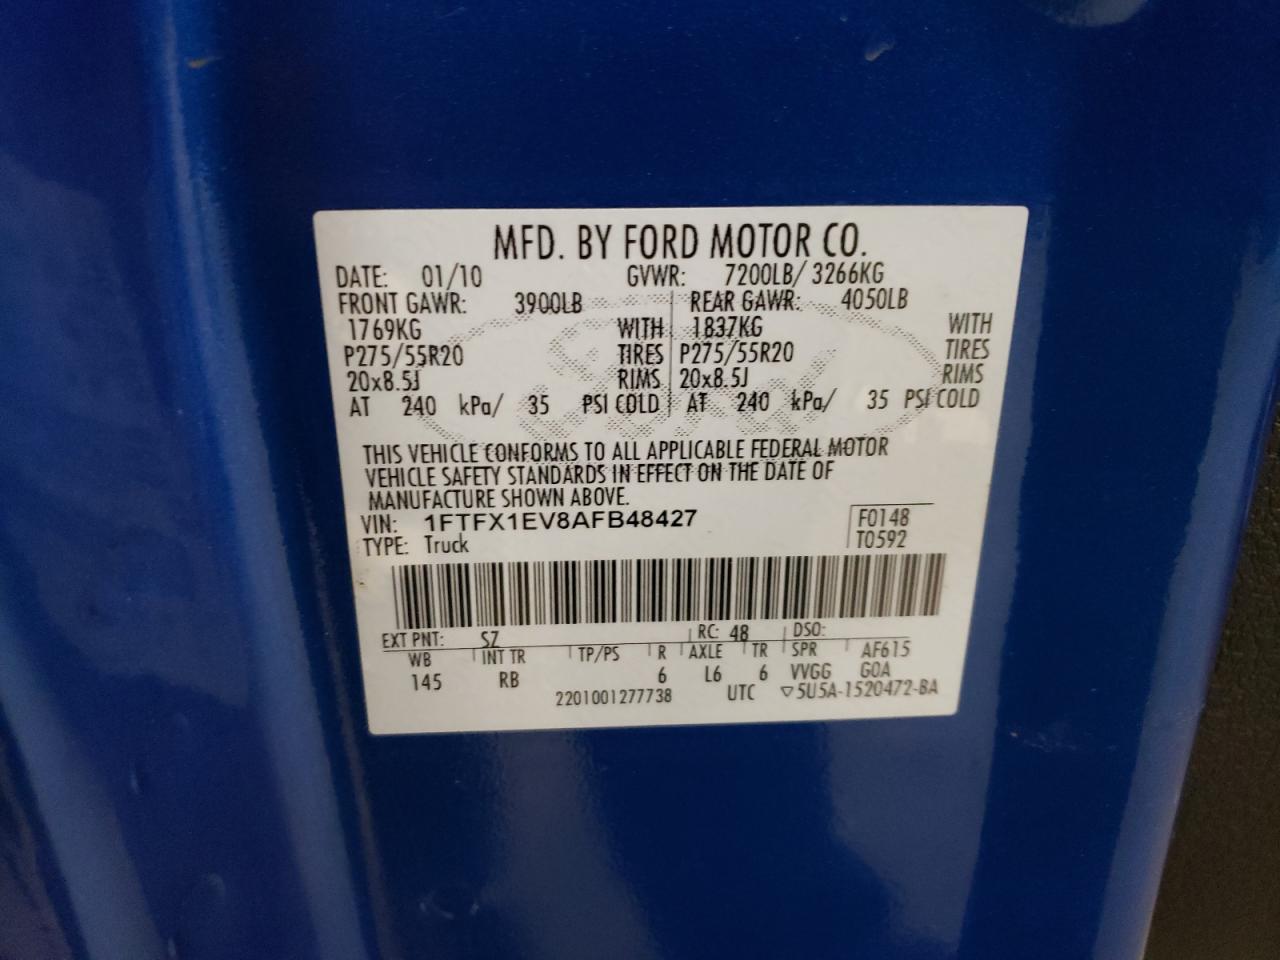 MFD. BY FORD MOTOR CO.
DATE: 01/10 GVWR: 7200LB/ 3266KG
FRONT GAWR: 3900LB REAR GAWR: 4050LB
1769KG WITH 1837KG WITH
P275/55R20 TIRES P275/55R20 TIRES
20x8.5J RIMS 20x8.5J RIMS
AT 240 kPa/ 35 PSI COLD AT 240 kPa/ 35 PSI COLD
Ford
THIS VEHICLE CONFORMS TO ALL APPLICABLE FEDERAL MOTOR
VEHICLE SAFETY STANDARDS IN EFFECT ON THE DATE OF
MANUFACTURE SHOWN ABOVE.
VIN: 1FTFX1EV8AFB48427 F0148
TYPE: Truck T0592
EXT PNT: SZ RC: 48 DSO:
WB INT TR TP/PS R AXLE TR SPR AF615
145 RB 6 L6 6 VVGG GOA
2201001277738 UTC ▽5U5A-1520472-BA